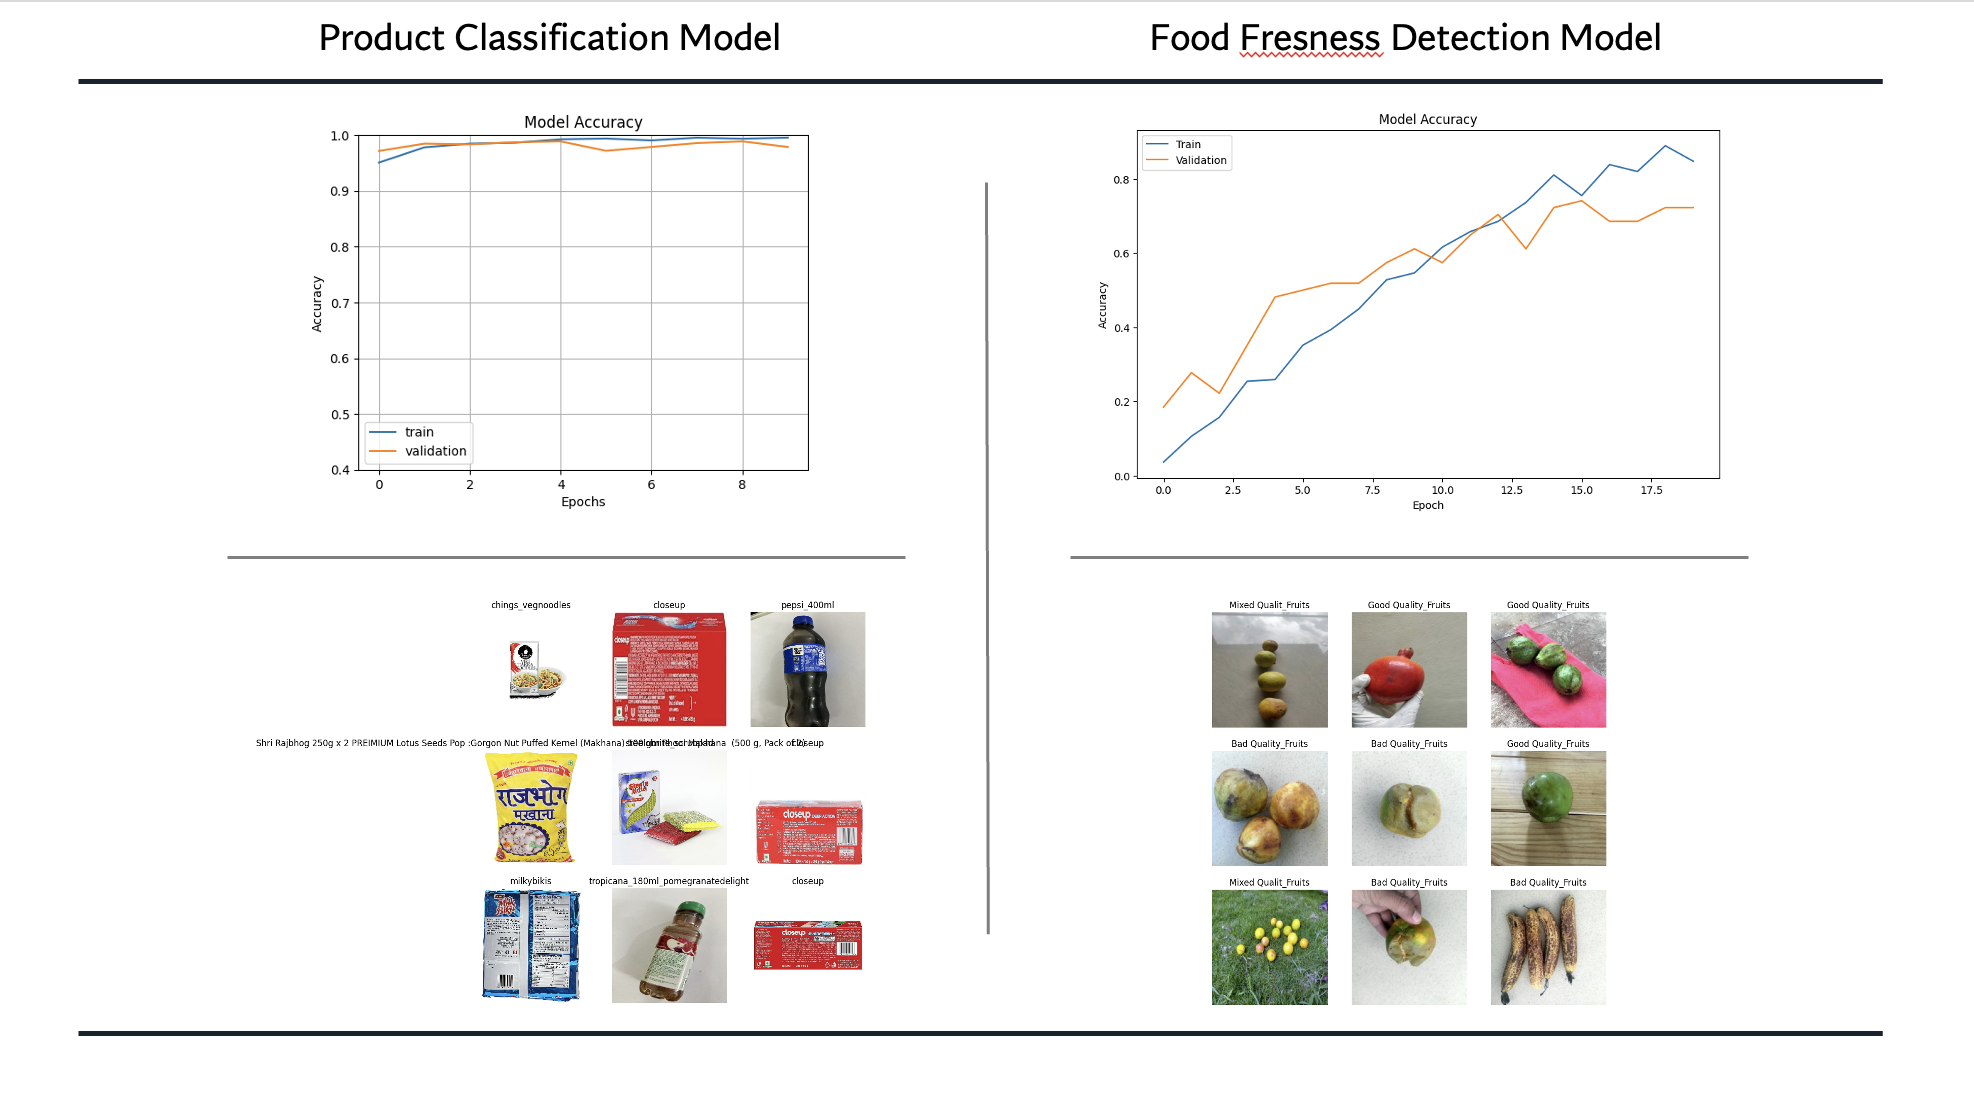 Product Classification Model
Food Fresness Detection Model
Model Accuracy
1.0
0.9
0.8
0.7
0.6
0.5
0.4
Accuracy
train
validation
0 2 4 6 8
Epochs
Model Accuracy
Train
Validation
0.8
0.6
0.4
0.2
0.0
Accuracy
0.0 2.5 5.0 7.5 10.0 12.5 15.0 17.5
Epoch
chings_vegnoodles closeup pepsi_400ml
closeup
Shri Rajbhog 250g x 2 PREIMIUM Lotus Seeds Pop :Gorgon Nut Puffed Kernel (Makhana) (500 g, Pack of 2) closeup
राजभोग
मखाना
closeup
milkybikis tropicana_180ml_pomegranatedelight closeup
closeup
Mixed Qualit_Fruits Good Quality_Fruits Good Quality_Fruits
Bad Quality_Fruits Bad Quality_Fruits Good Quality_Fruits
Mixed Qualit_Fruits Bad Quality_Fruits Bad Quality_Fruits